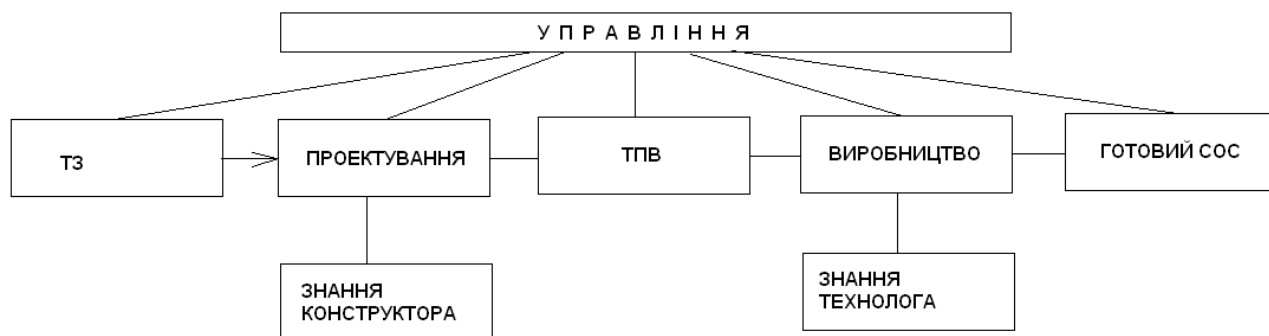 У П Р А В Л І Н Н Я
ТЗ
ПРОЕКТУВАННЯ
ТПВ
ВИРОБНИЦТВО
ГОТОВИЙ СОС
ЗНАННЯ
КОНСТРУКТОРА
ЗНАННЯ
ТЕХНОЛОГА